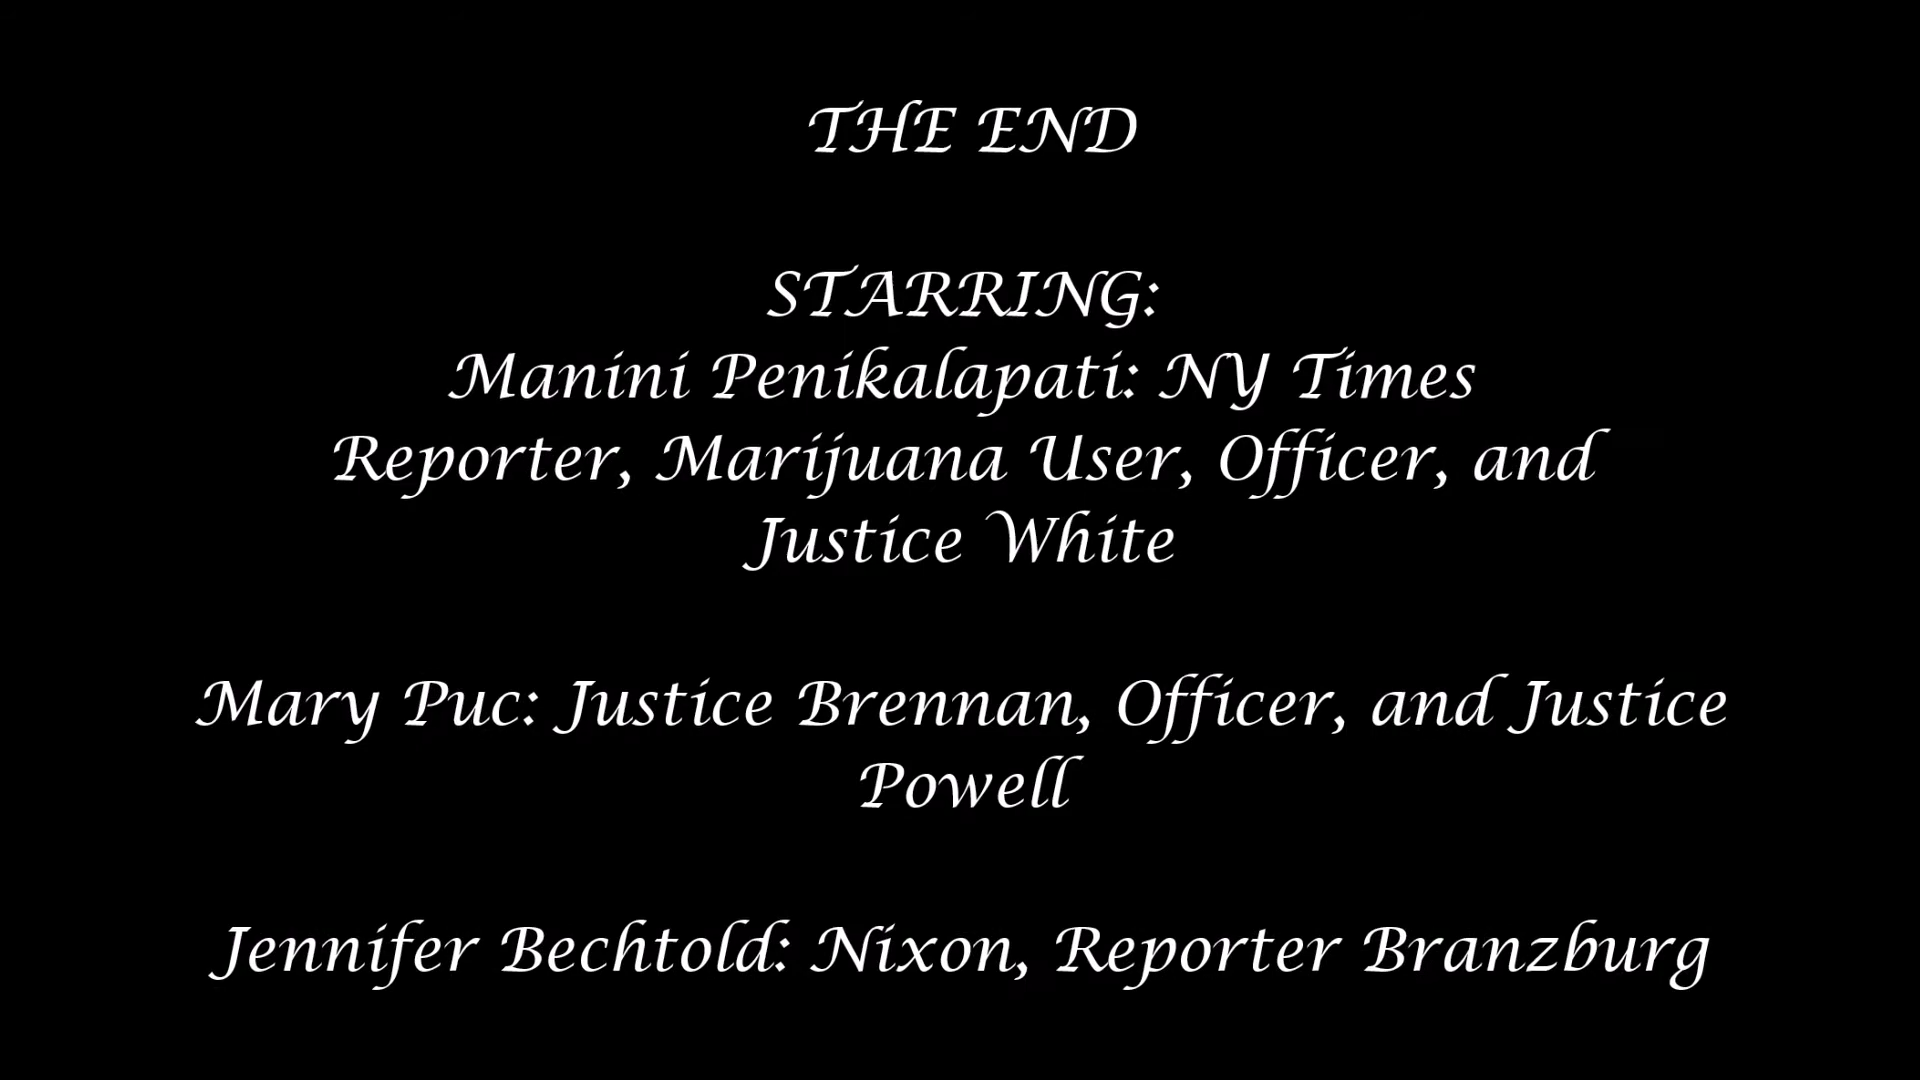 THE END
STARRING:
Manini Penikalapati: NY Times
Reporter, Marijuana User, Officer, and
Justice White
Mary Puc: Justice Brennan, Officer, and Justice
Powell
Jennifer Bechtold: Nixon, Reporter Branzburg